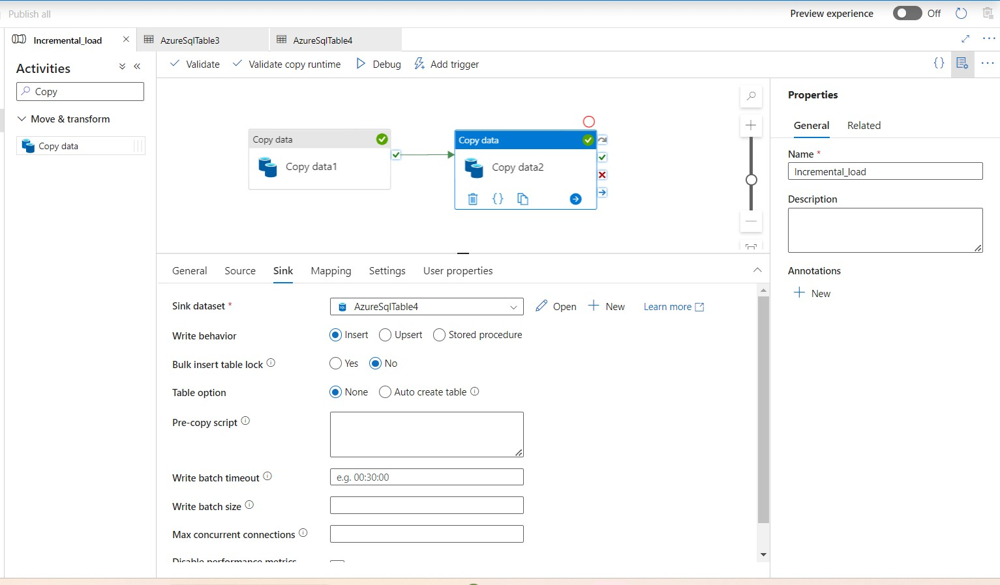 Publish all
Preview experience
Off
Incremental_load
AzureSqlTable3
AzureSqlTable4
Activities
Validate
Validate copy runtime
Debug
Add trigger
Copy
Move & transform
Copy data
Copy data
Copy data1
Copy data
Copy data2
General
Source
Sink
Mapping
Settings
User properties
Sink dataset *
AzureSqlTable4
Open
New
Learn more
Write behavior
Insert
Upsert
Stored procedure
Bulk insert table lock
Yes
No
Table option
None
Auto create table
Pre-copy script
Write batch timeout
e.g. 00:30:00
Write batch size
Max concurrent connections
Disable performance metrics
Properties
General
Related
Name *
Incremental_load
Description
Annotations
New